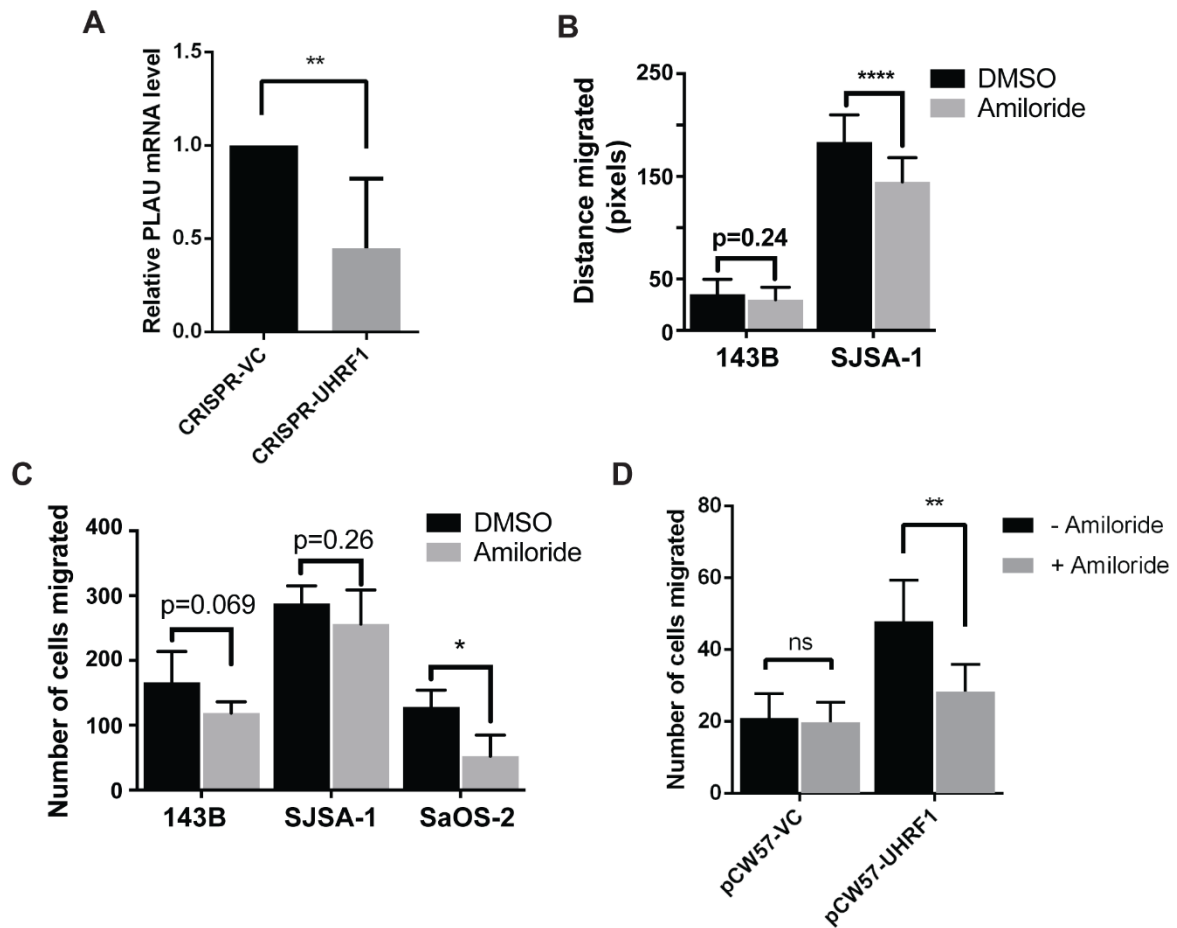 A
Relative PLAU mRNA level
1.5
1.0
0.5
0.0
**
CRISPR-VC
CRISPR-UHRF1
B
Distance migrated
(pixels)
250
150
50
0
p=0.24
****
DMSO
Amiloride
143B
SJSA-1
C
Number of cells migrated
400
300
200
100
0
p=0.069
p=0.26
*
DMSO
Amiloride
143B
SJSA-1
SaOS-2
D
Number of cells migrated
80
60
40
20
0
ns
**
- Amiloride
+ Amiloride
pCW57-VC
pCW57-UHRF1